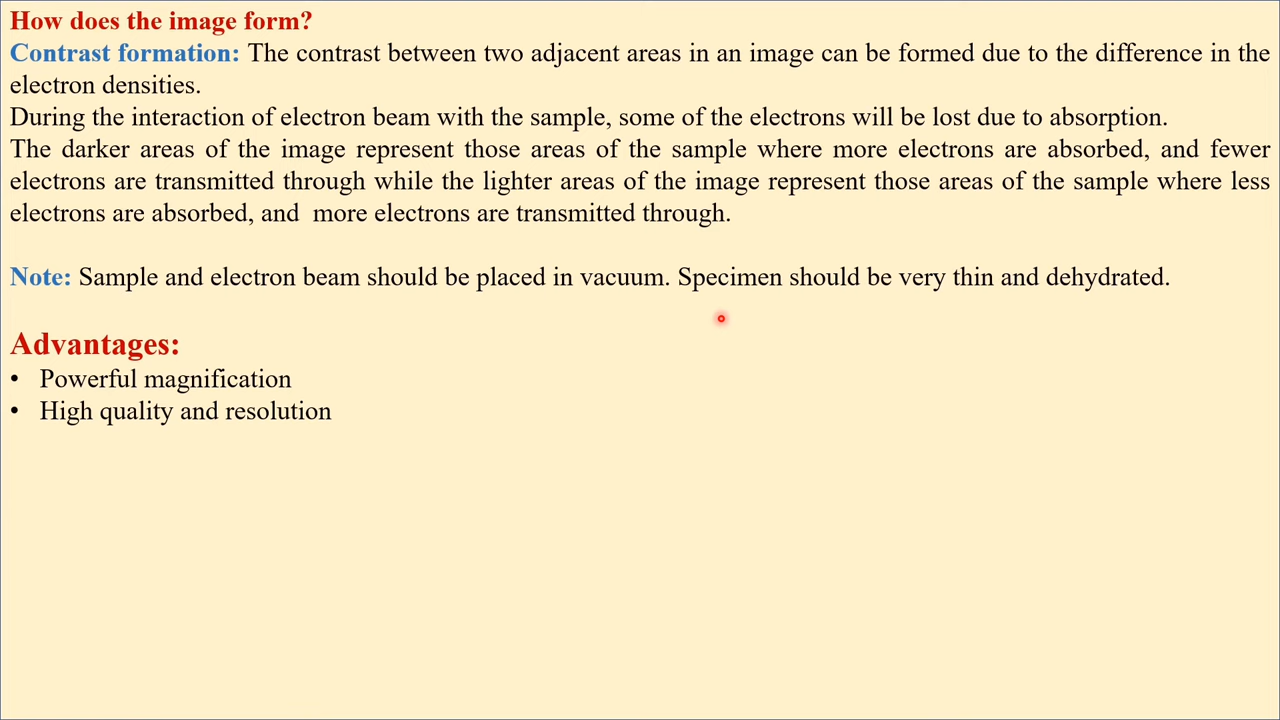 How does the image form?
Contrast formation: The contrast between two adjacent areas in an image can be formed due to the difference in the
electron densities.
During the interaction of electron beam with the sample, some of the electrons will be lost due to absorption.
The darker areas of the image represent those areas of the sample where more electrons are absorbed, and fewer
electrons are transmitted through while the lighter areas of the image represent those areas of the sample where less
electrons are absorbed, and  more electrons are transmitted through.
Note: Sample and electron beam should be placed in vacuum. Specimen should be very thin and dehydrated.
Advantages:
• Powerful magnification
• High quality and resolution